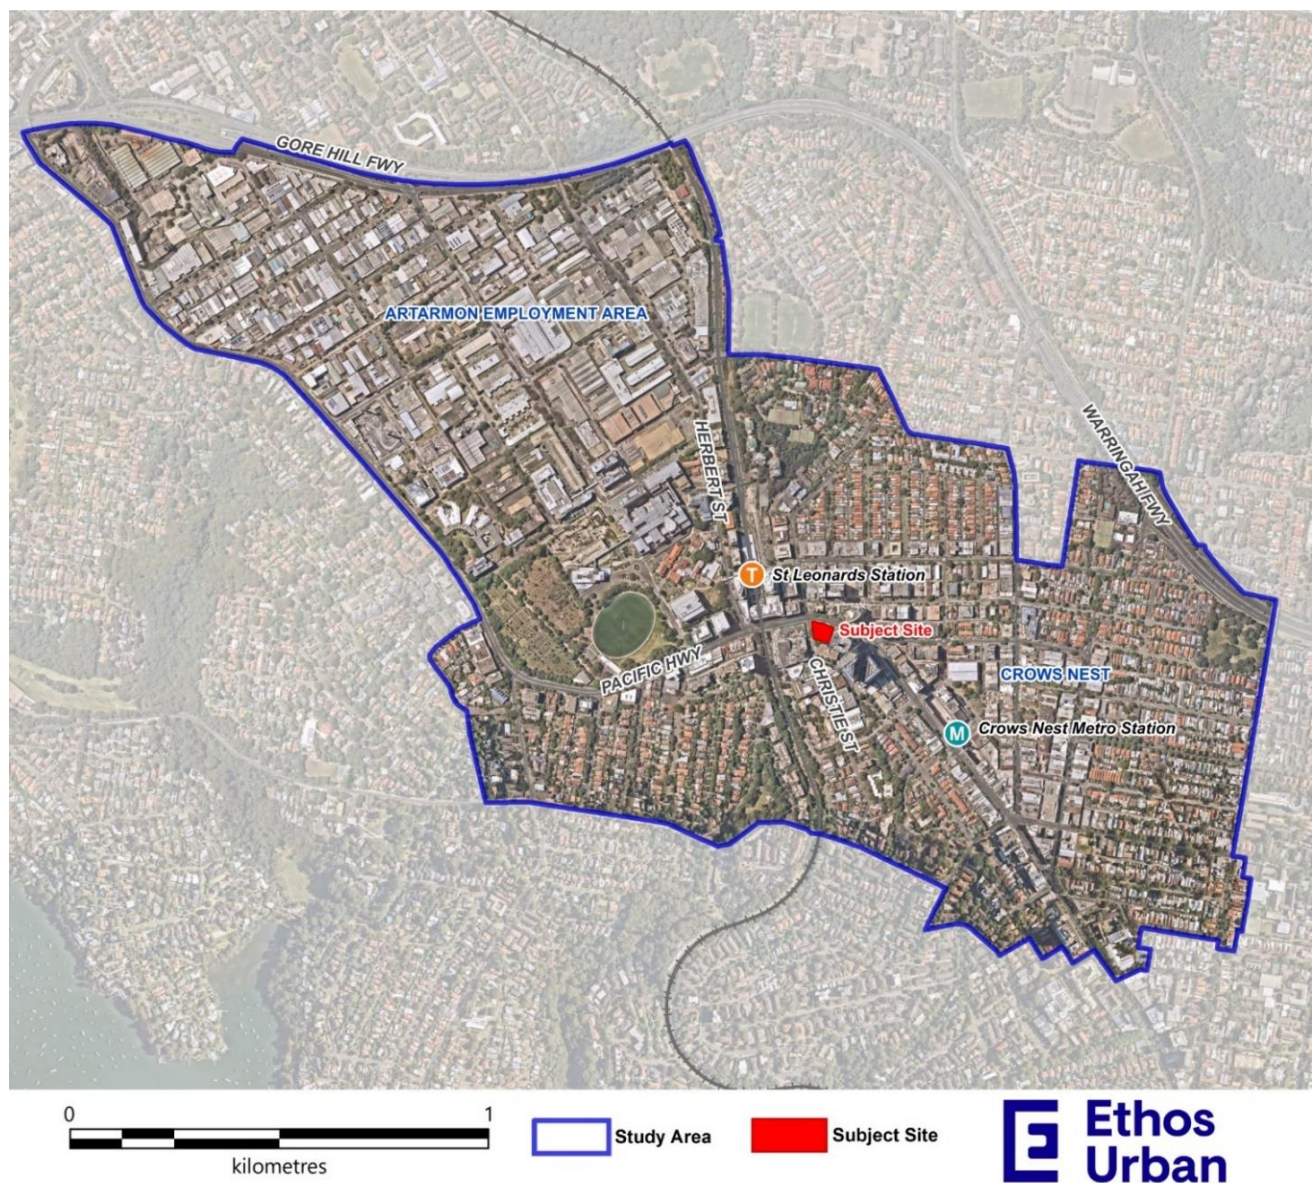 GORE HILL FWY
ARTARMON EMPLOYMENT AREA
WARRINGAH FWY
HERBERT ST
T
St Leonards Station
Subject Site
PACIFIC HWY
CHRISTIE ST
CROWS NEST
M
Crows Nest Metro Station
0 1
kilometres
Study Area
Subject Site
Ethos
Urban